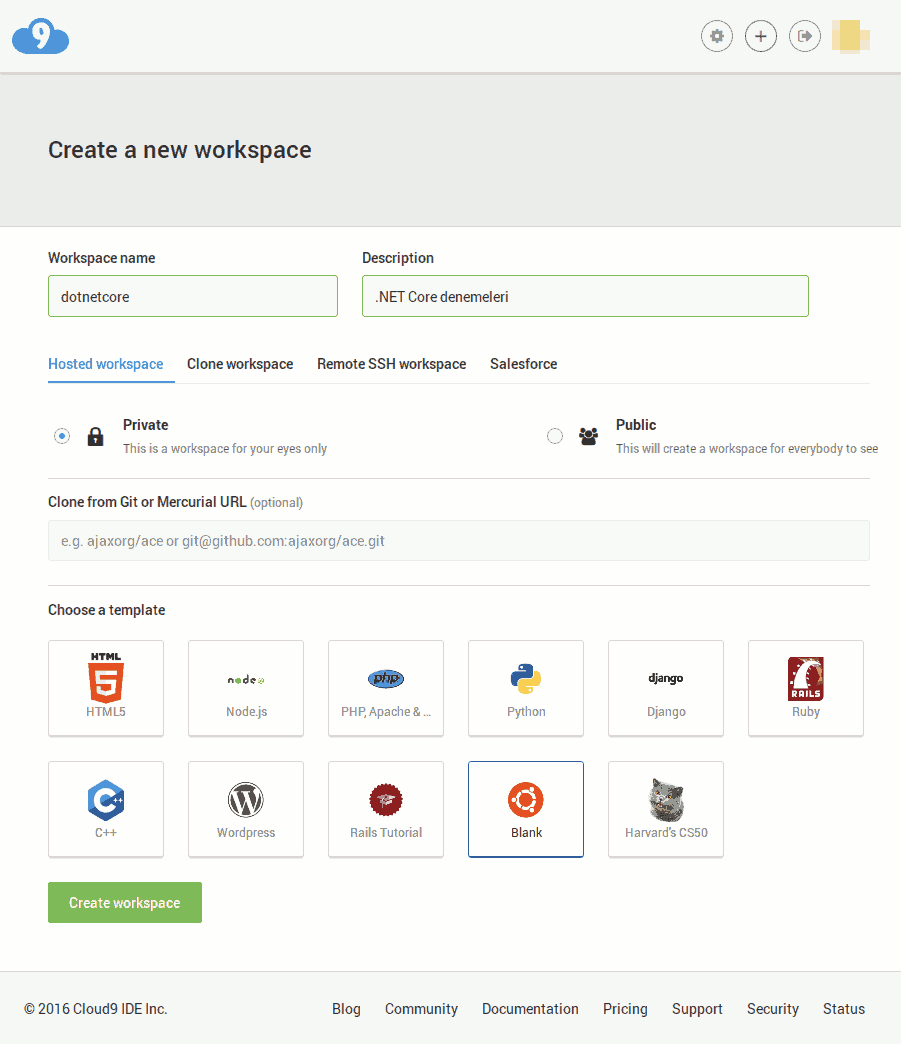 9
Create a new workspace
Workspace name Description
dotnetcore .NET Core denemeleri
Hosted workspace Clone workspace Remote SSH workspace Salesforce
Private Public
This is a workspace for your eyes only This will create a workspace for everybody to see
Clone from Git or Mercurial URL (optional)
e.g. ajaxorg/ace or git@github.com:ajaxorg/ace.git
Choose a template
HTML
5
node
php
django
RAILS
HTML5 Node.js PHP, Apache & ... Python Django Ruby
C++
W
C++ Wordpress Rails Tutorial Blank Harvard's CS50
Create workspace
© 2016 Cloud9 IDE Inc. Blog Community Documentation Pricing Support Security Status